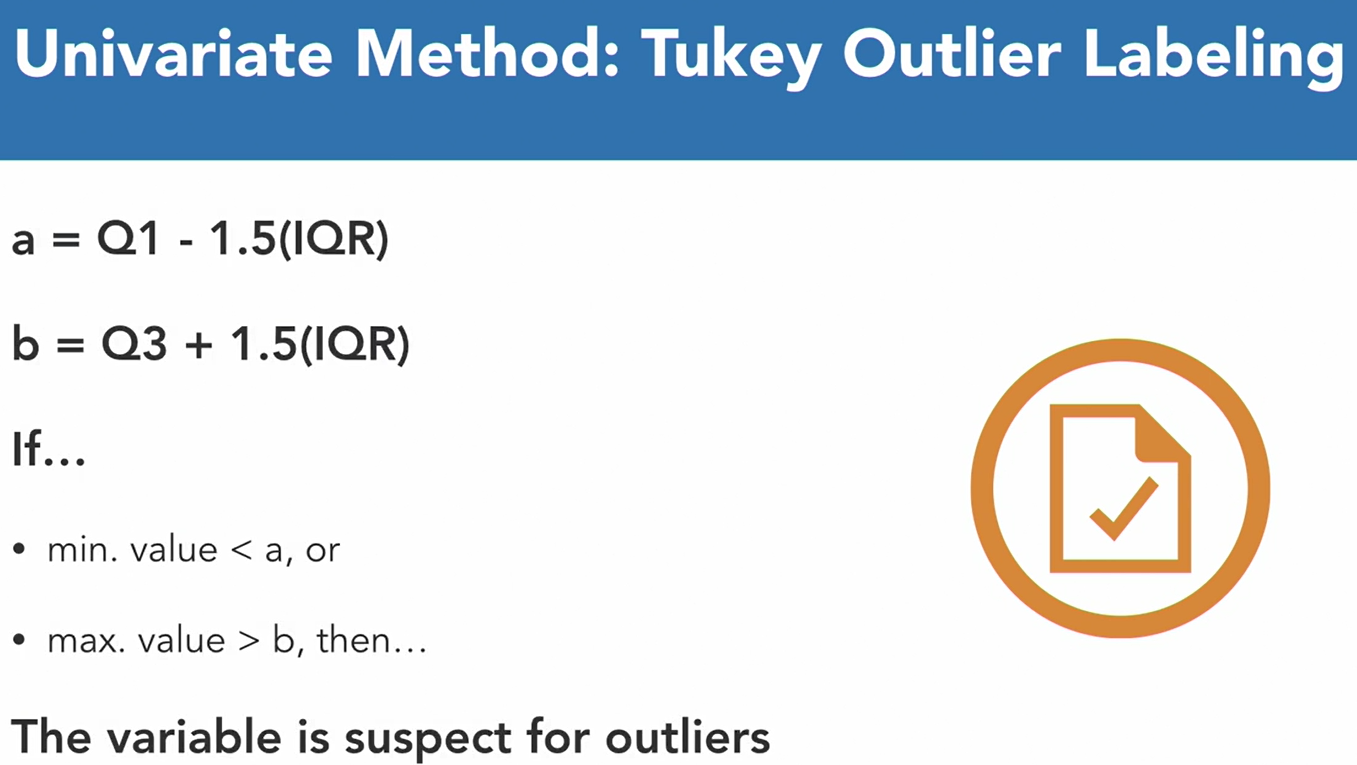 Univariate Method: Tukey Outlier Labeling
a = Q1 - 1.5(IQR)
b = Q3 + 1.5(IQR)
If...
• min. value < a, or
• max. value > b, then...
The variable is suspect for outliers